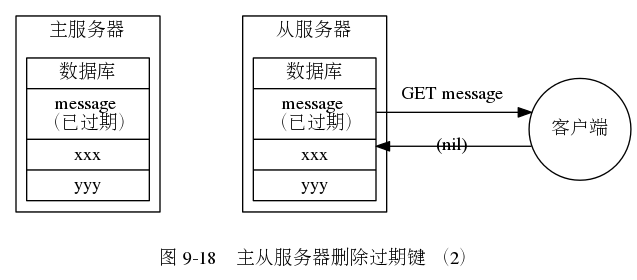 主服务器
数据库
message
（已过期）
xxx
yyy
从服务器
数据库
message
（已过期）
xxx
yyy
GET message
(nil)
客户端
图 9-18 主从服务器删除过期键 （2）